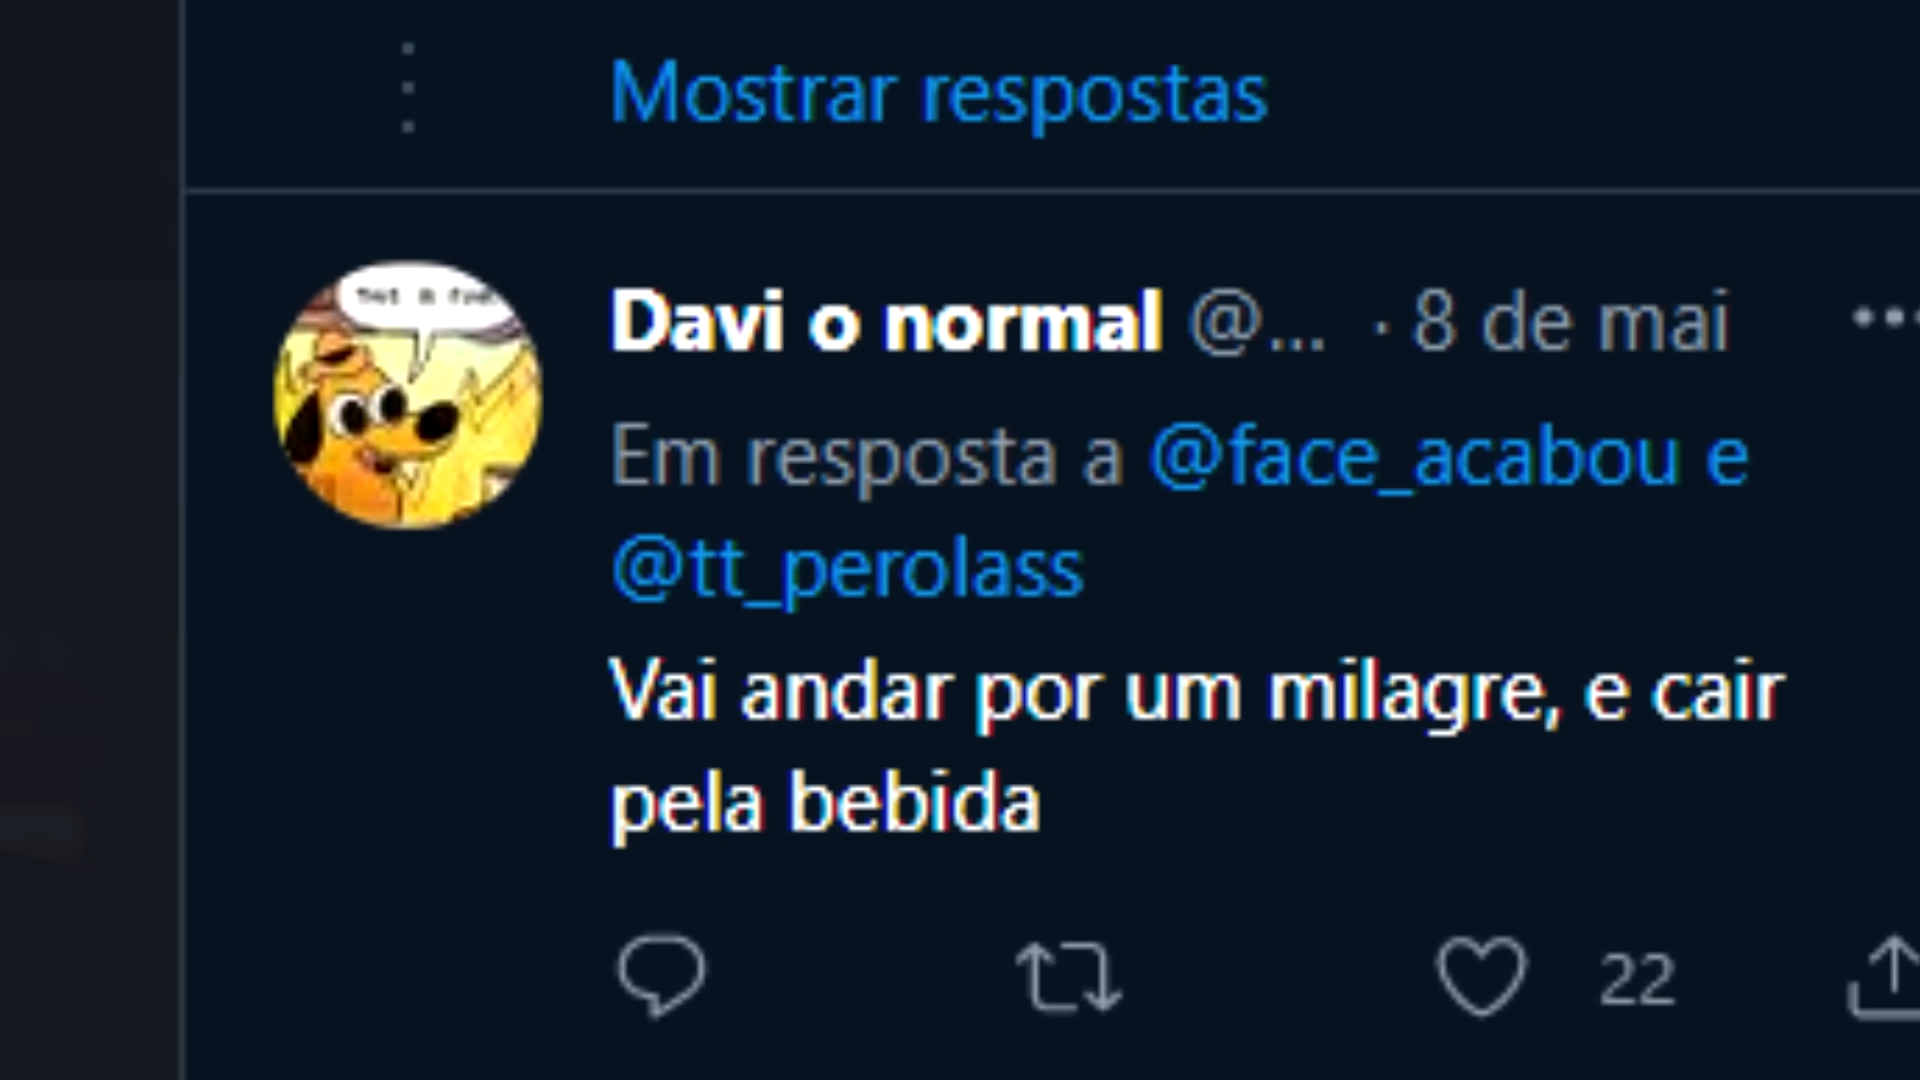 Mostrar respostas
Davi o normal @... · 8 de mai
Em resposta a @face_acabou e
@tt_perolass
Vai andar por um milagre, e cair
pela bebida
22